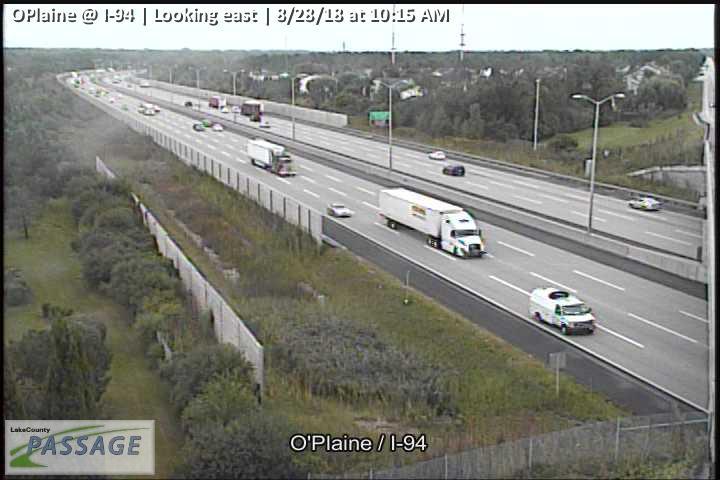 OPlaine @ I-94 | Looking east | 8/28/18 at 10:15 AM
O'Plaine / I-94
LakeCounty
PASSAGE